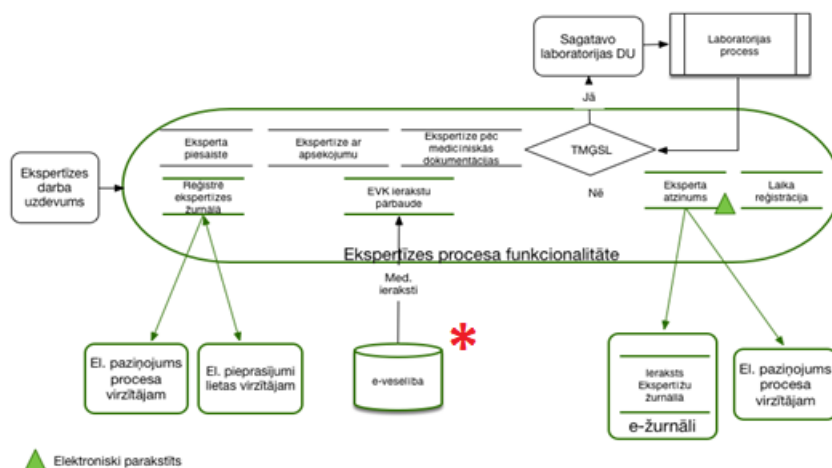 Sagatavo
laboratorijas DU
Laboratorijas
process
Jā
Eksperta
piesaiste
Ekspertīze ar
apsekojumu
Ekspertīze pēc
medicīniskās
dokumentācijas
TMĢSL
Ekspertīzes
darba
uzdevums
Reģistrē
ekspertīzes
žurnālā
EVK ierakstu
pārbaude
Nē
Eksperta
atzinums
Laika
reģistrācija
Ekspertīzes procesa funkcionalitāte
Med.
ieraksti
El. paziņojums
procesa
virzītājam
El. pieprasījumi
lietas virzītājam
e-veselība
*
Ieraksts
Ekspertīžu
žurnālā
e-žurnāli
El. paziņojums
procesa
virzītājam
Elektroniski parakstīts